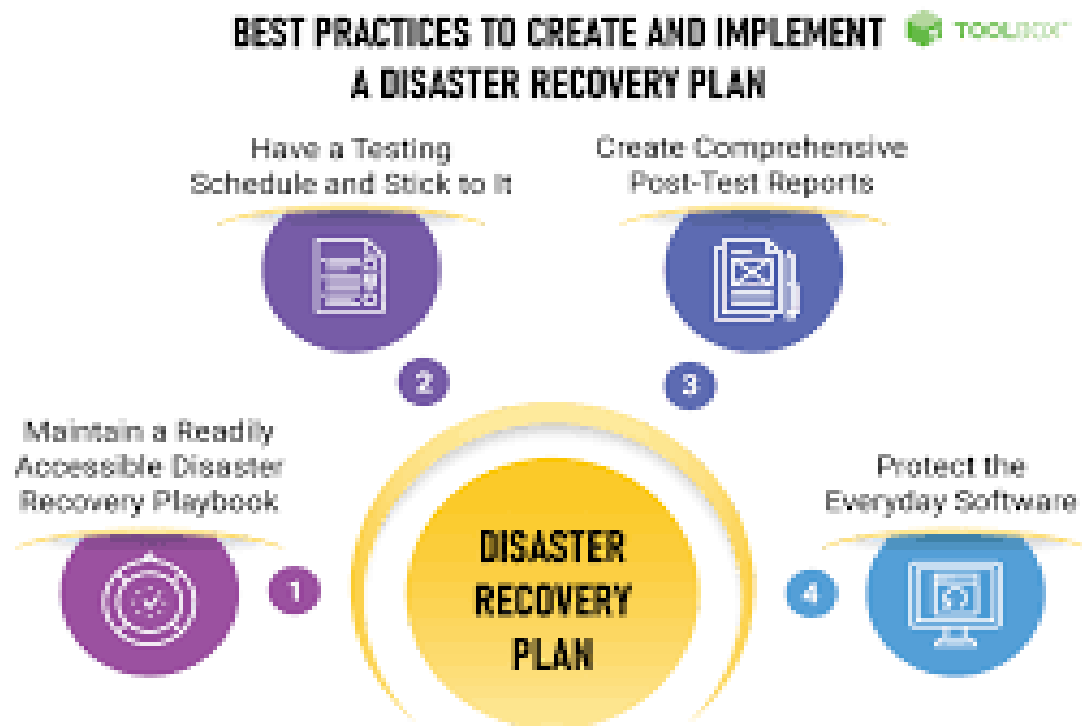 BEST PRACTICES TO CREATE AND IMPLEMENT
A DISASTER RECOVERY PLAN
TOOLBOX
Have a Testing
Schedule and Stick to It
Create Comprehensive
Post-Test Reports
2
3
Maintain a Readily
Accessible Disaster
Recovery Playbook
Protect the
Everyday Software
1
DISASTER
RECOVERY
PLAN
4